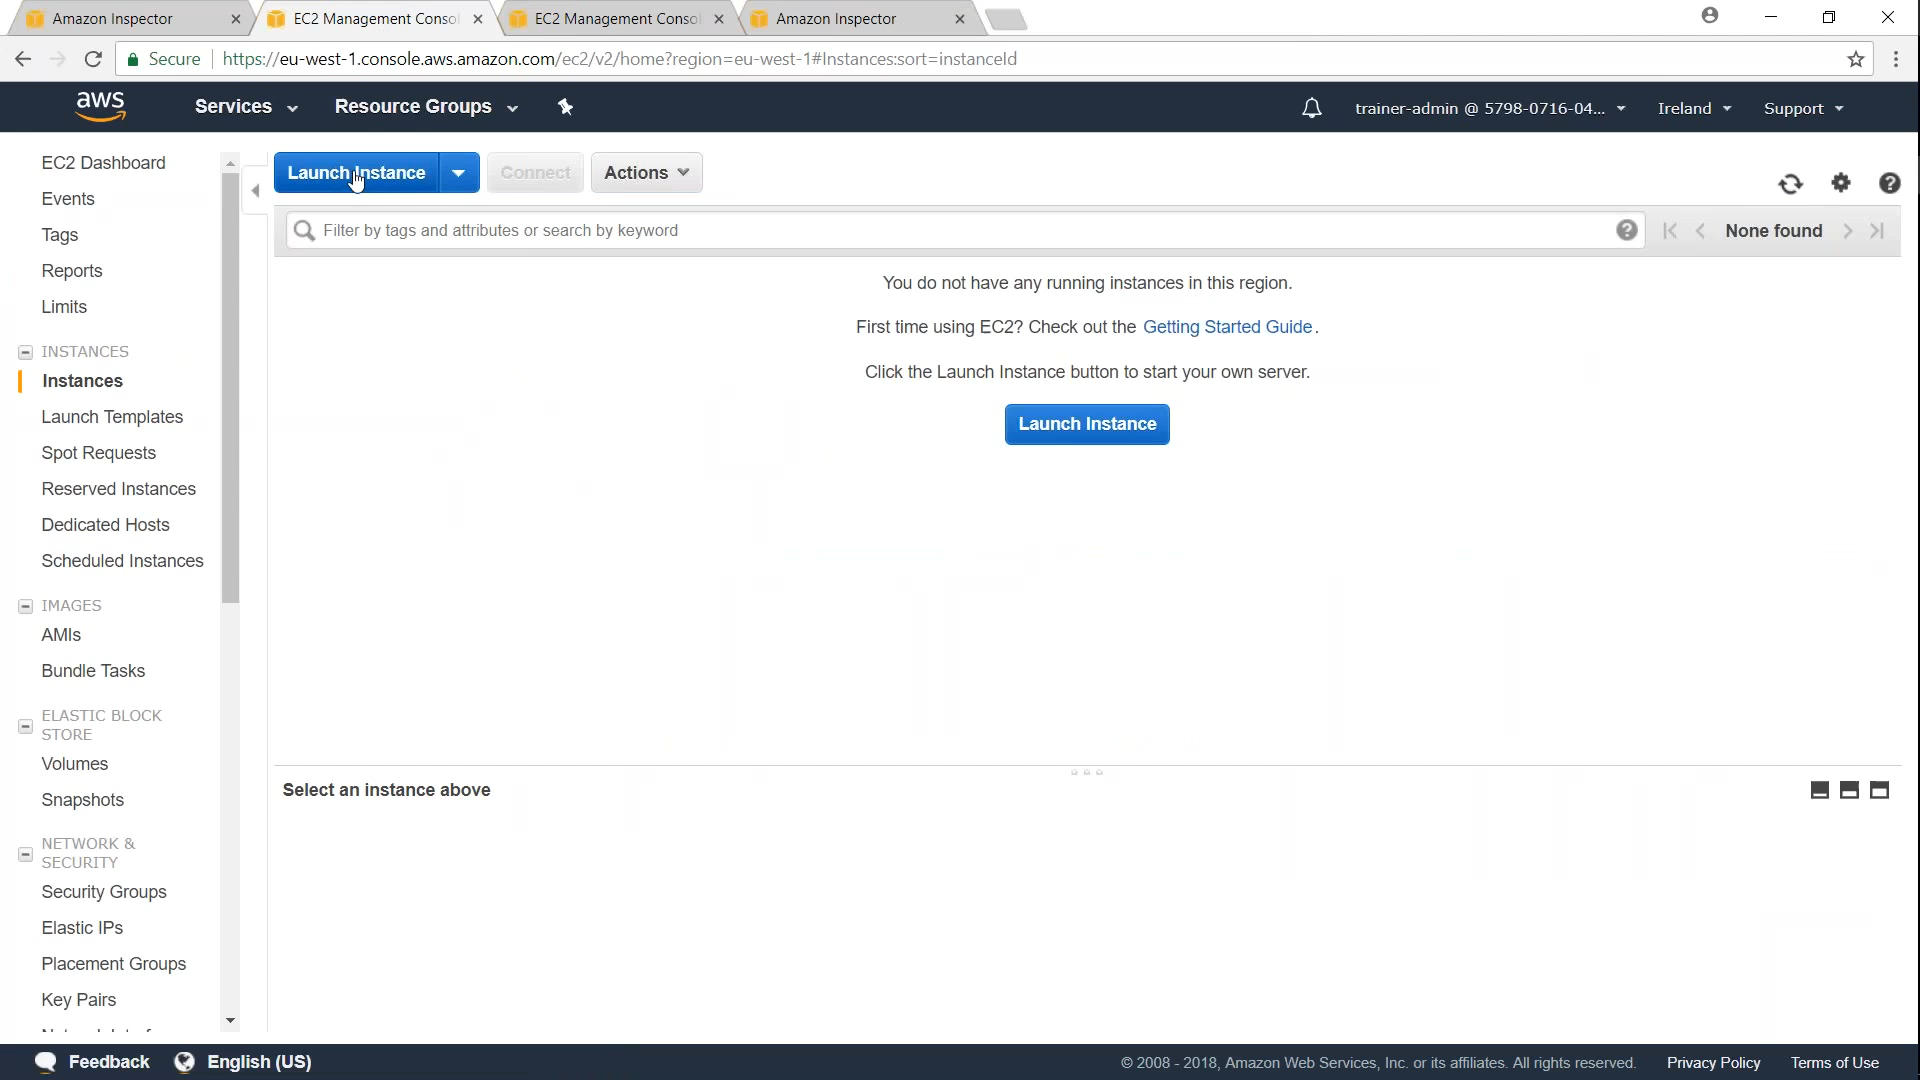 Amazon Inspector
EC2 Management Consol
EC2 Management Consol
Amazon Inspector
Secure
https://eu-west-1.console.aws.amazon.com/ec2/v2/home?region=eu-west-1#Instances:sort=instanceId
aws
Services
Resource Groups
trainer-admin @ 5798-0716-04...
Ireland
Support
EC2 Dashboard
Events
Tags
Reports
Limits
INSTANCES
Instances
Launch Templates
Spot Requests
Reserved Instances
Dedicated Hosts
Scheduled Instances
IMAGES
AMIs
Bundle Tasks
ELASTIC BLOCK
STORE
Volumes
Snapshots
NETWORK &
SECURITY
Security Groups
Elastic IPs
Placement Groups
Key Pairs
Launch Instance
Connect
Actions
Filter by tags and attributes or search by keyword
None found
You do not have any running instances in this region.
First time using EC2? Check out the Getting Started Guide.
Click the Launch Instance button to start your own server.
Launch Instance
Select an instance above
Feedback
English (US)
© 2008 - 2018, Amazon Web Services, Inc. or its affiliates. All rights reserved.
Privacy Policy
Terms of Use